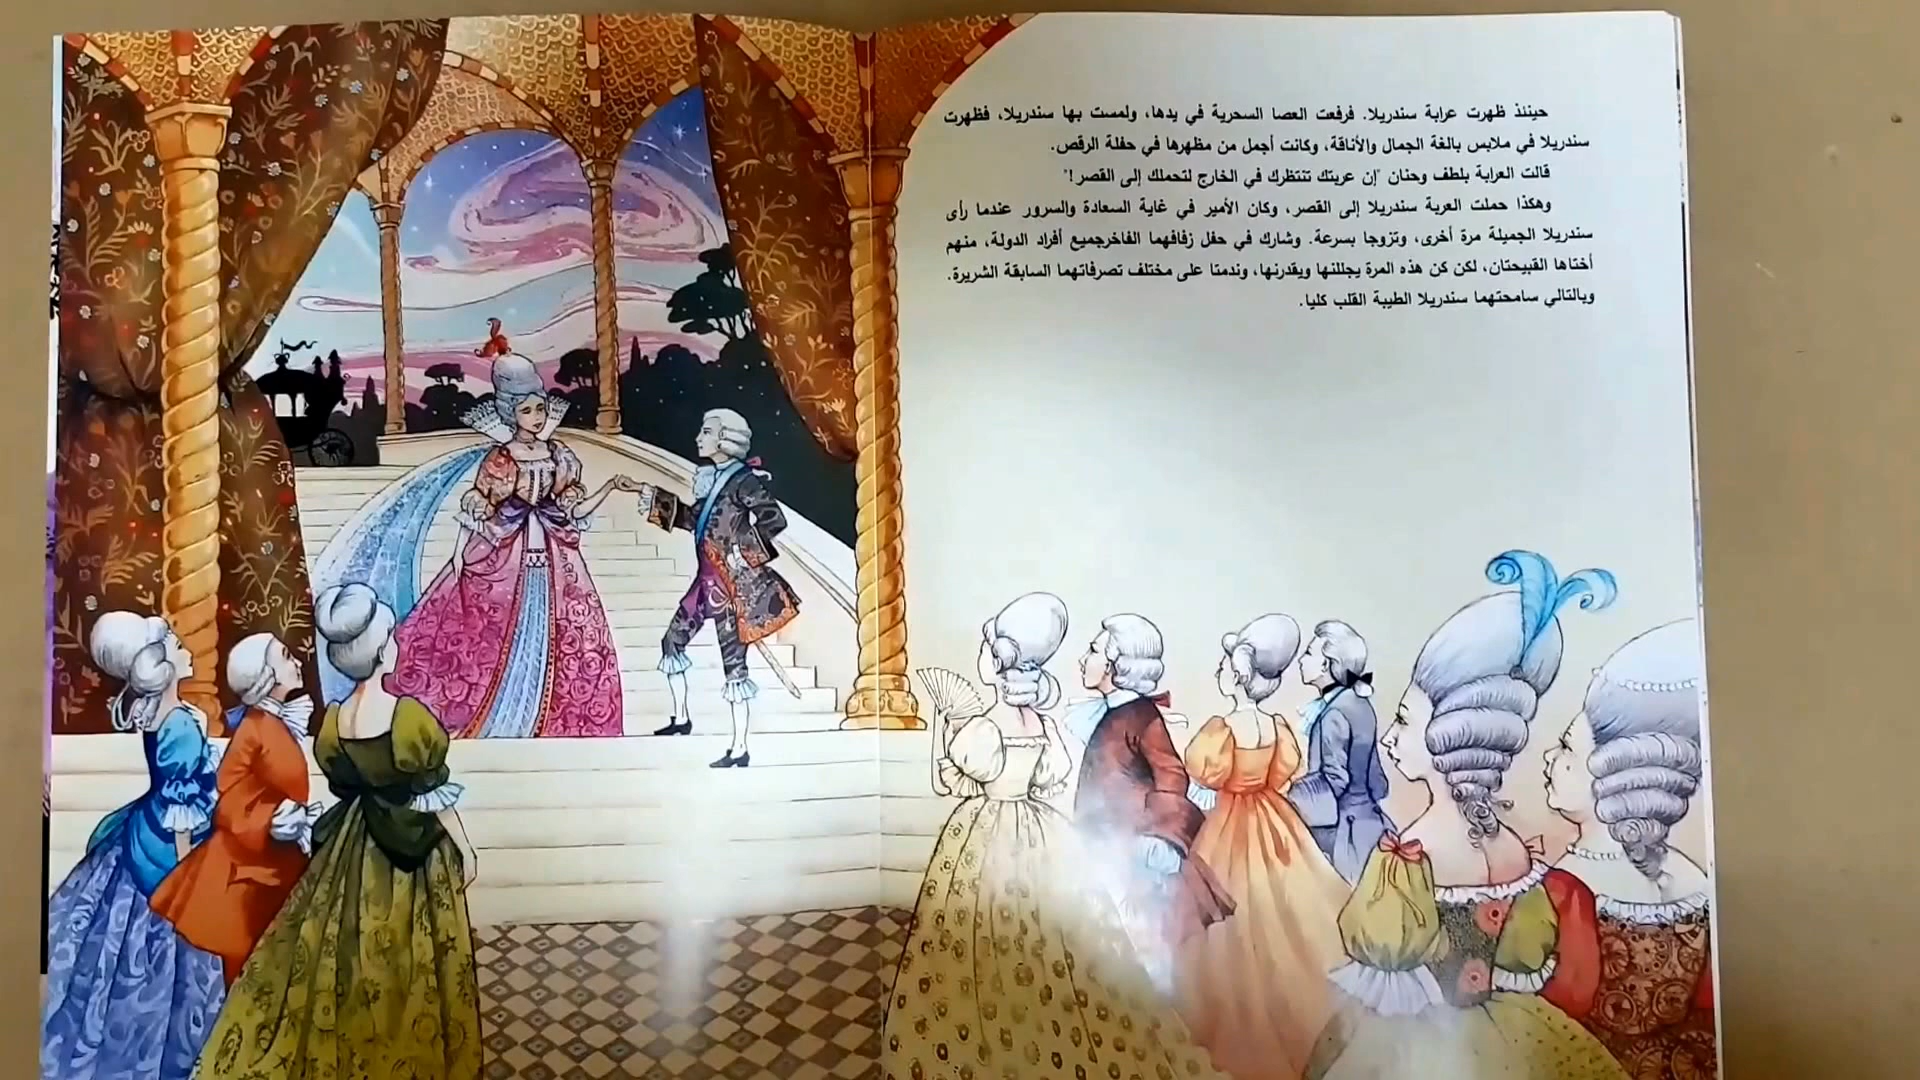 حينئذ ظهرت عرابة سندريلا. فرفعت العصا السحرية في يدها، ولمست بها سندريلا، فظهرت
سندريلا في ملابس بالغة الجمال والأناقة، وكانت أجمل من مظهرها في حفلة الرقص.
قالت العرابة بلطف وحنان "إن عربتك تنتظرك في الخارج لتحملك إلى القصر!"
وهكذا حملت العربة سندريلا إلى القصر، وكان الأمير في غاية السعادة والسرور عندما رأى
سندريلا الجميلة مرة أخرى، وتزوجا بسرعة. وشارك في حفل زفافهما الفاخرجميع أفراد الدولة، منهم
أختاها القبيحتان، لكن كن هذه المرة يجللنها ويقدرنها، وندمتا على مختلف تصرفاتهما السابقة الشريرة.
وبالتالي سامحتهما سندريلا الطيبة القلب كليا.